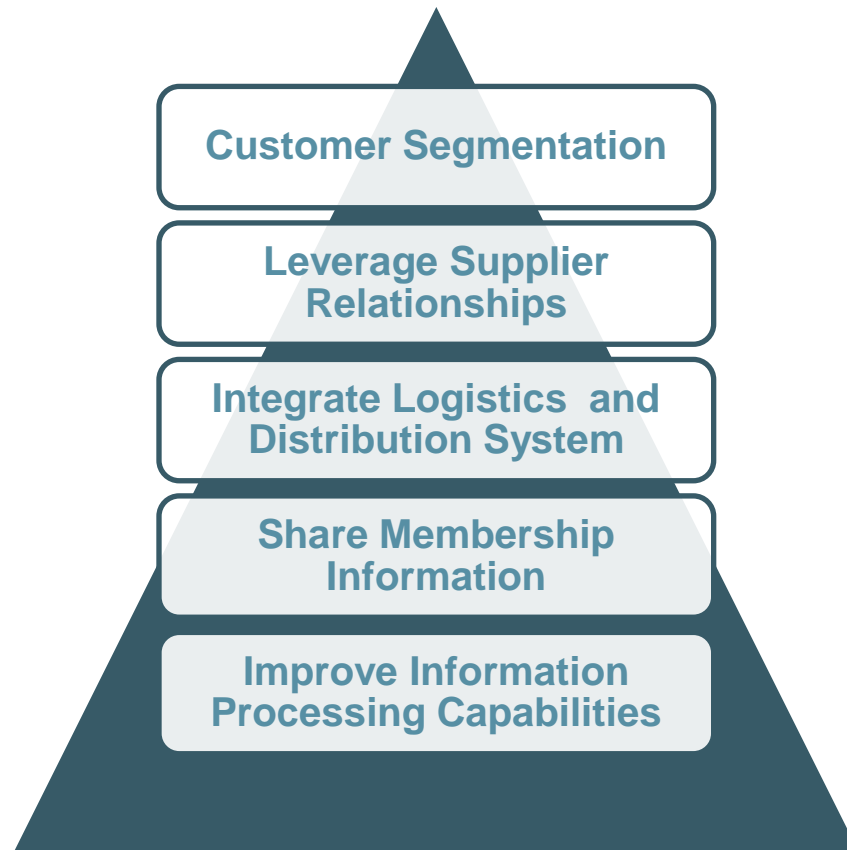 Customer Segmentation
Leverage Supplier
Relationships
Integrate Logistics  and
Distribution System
Share Membership
Information
Improve Information
Processing Capabilities